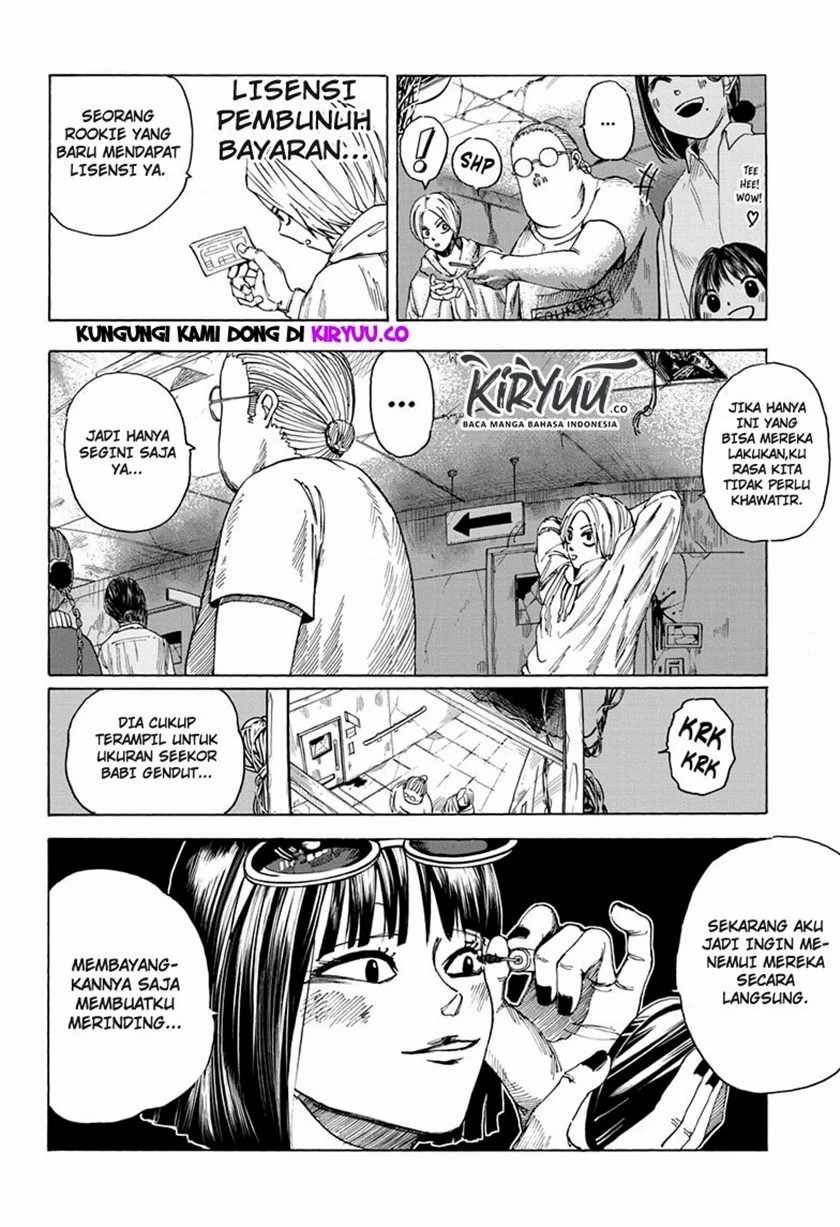 LISENSI
PEMBUNUH
BAYARAN...
SEORANG
ROOKIE YANG
BARU MENDAPAT
LISENSI YA.
...
!
SHP
TEE
HEE!
WOW!
KUNGUNGI KAMI DONG DI KIRYUU.CO
KIRYUU
.CO
BACA MANGA BAHASA INDONESIA
JIKA HANYA
INI YANG
BISA MEREKA
LAKUKAN,KU
RASA KITA
TIDAK PERLU
KHAWATIR.
...
JADI HANYA
SEGINI SAJA
YA...
DIA CUKUP
TERAMPIL UNTUK
UKURAN SEEKOR
BABI GENDUT...
KRK
KRK
SEKARANG AKU
JADI INGIN ME-
NEMUI MEREKA
SECARA
LANGSUNG.
MEMBAYANG-
KANNYA SAJA
MEMBUATKU
MERINDING...